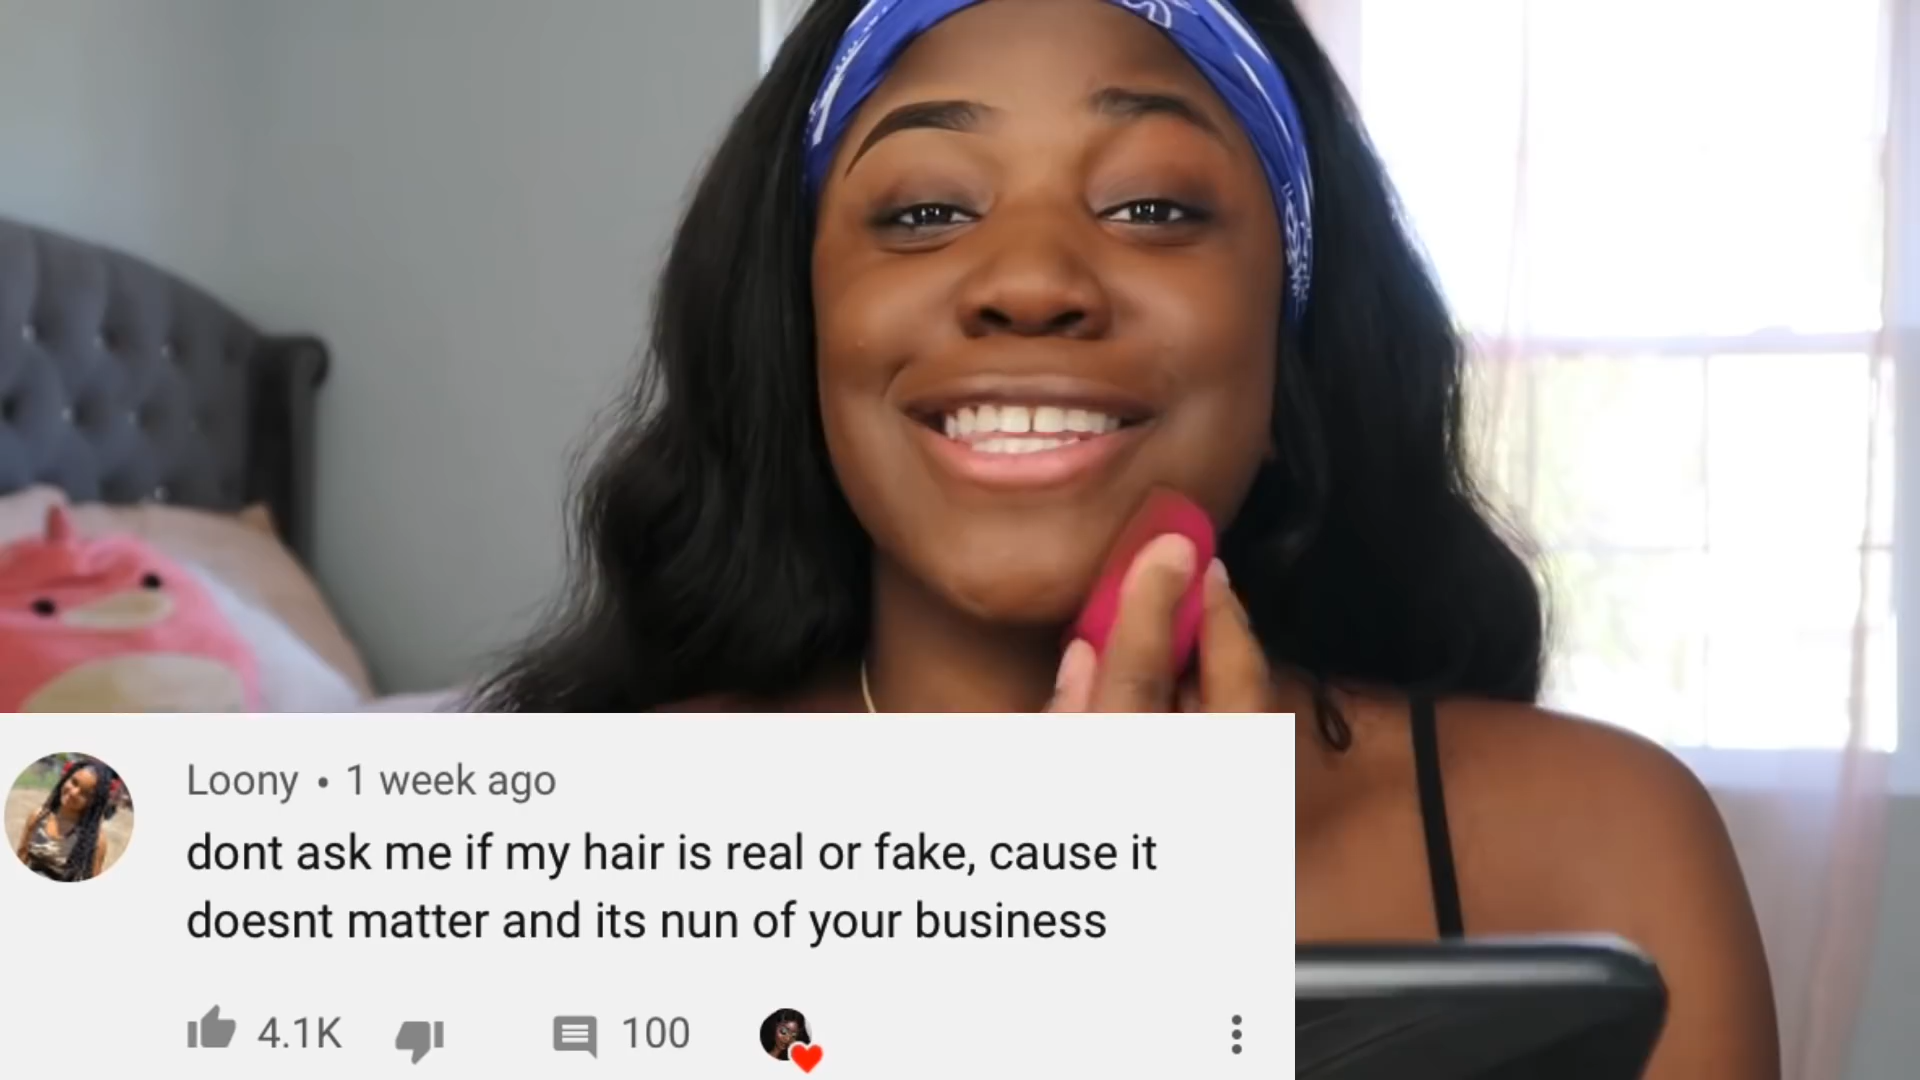 Loony • 1 week ago
dont ask me if my hair is real or fake, cause it
doesnt matter and its nun of your business
4.1K 100